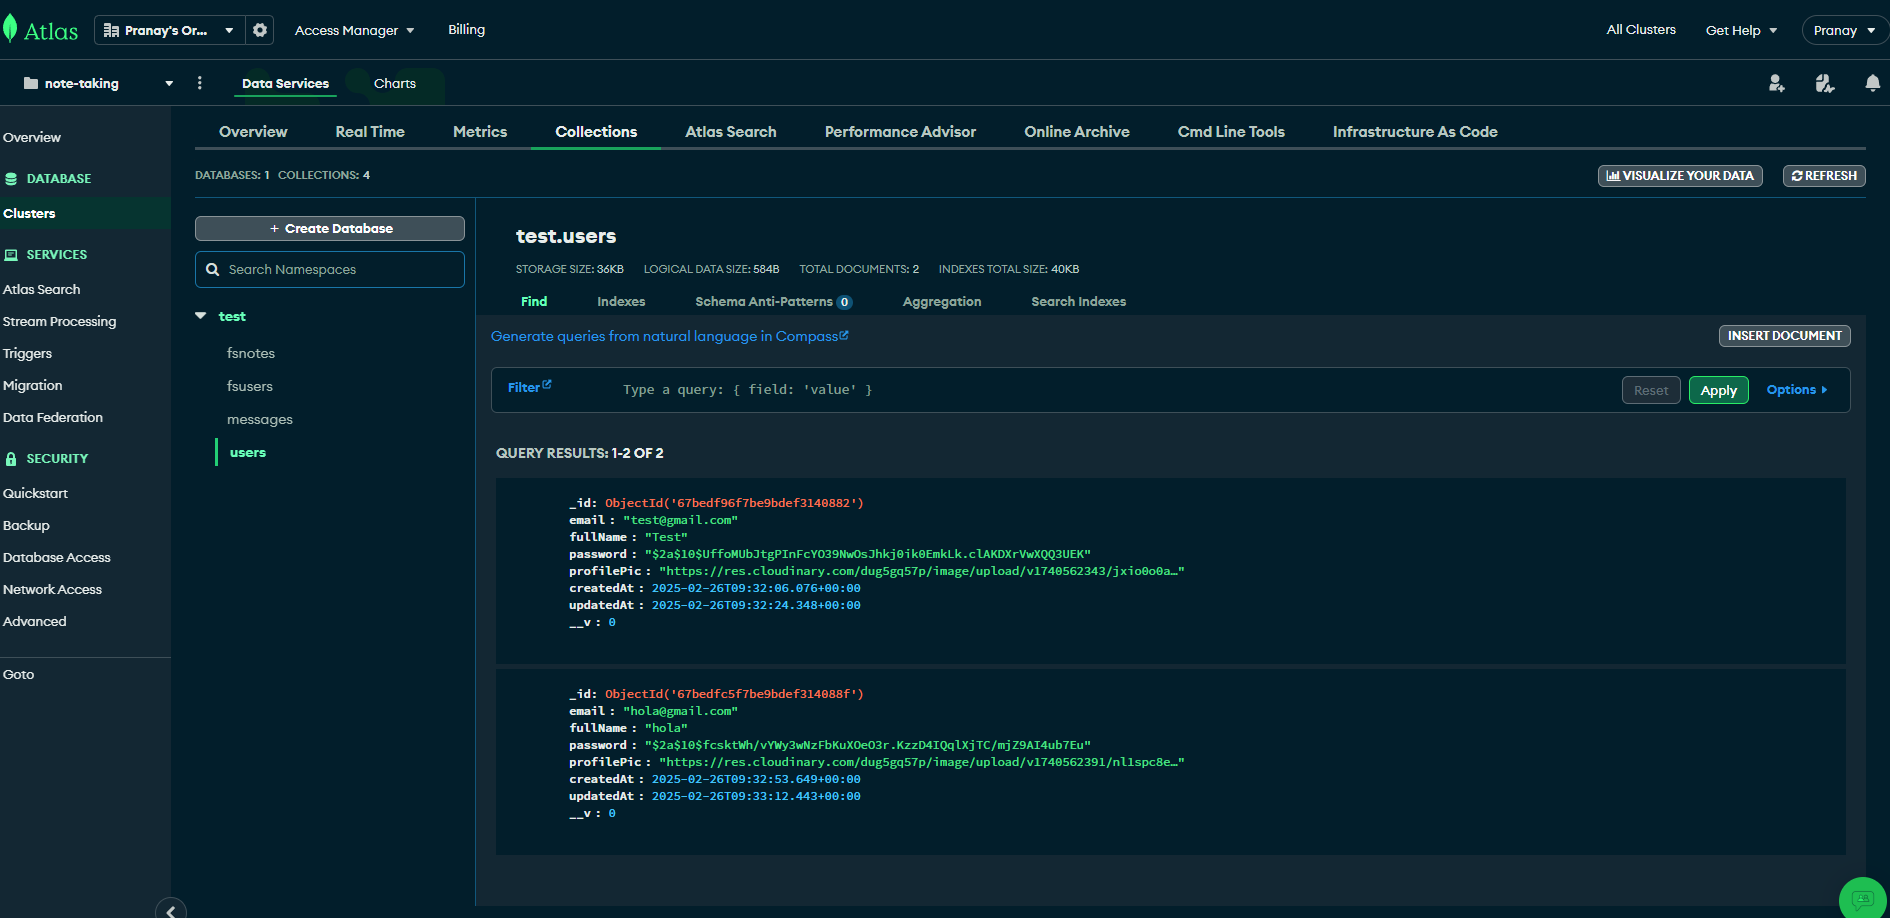 Atlas
Pranay's Or...
Access Manager
Billing
All Clusters
Get Help
Pranay
note-taking
Data Services
Charts
Overview
DATABASE
Clusters
SERVICES
Atlas Search
Stream Processing
Triggers
Migration
Data Federation
SECURITY
Quickstart
Backup
Database Access
Network Access
Advanced
Goto
Overview Real Time Metrics Collections Atlas Search Performance Advisor Online Archive Cmd Line Tools Infrastructure As Code
DATABASES: 1 COLLECTIONS: 4
VISUALIZE YOUR DATA
REFRESH
+ Create Database
Search Namespaces
test
fsnotes
fsusers
messages
users
test.users
STORAGE SIZE: 36KB LOGICAL DATA SIZE: 584B TOTAL DOCUMENTS: 2 INDEXES TOTAL SIZE: 40KB
Find Indexes Schema Anti-Patterns 0 Aggregation Search Indexes
Generate queries from natural language in Compass
INSERT DOCUMENT
Filter
Type a query: { field: 'value' }
Reset
Apply
Options
QUERY RESULTS: 1-2 OF 2
_id: ObjectId('67bedf96f7be9bdef3140882')
email : "test@gmail.com"
fullName : "Test"
password : "$2a$10$UffoMUbJtgPInFcYO39NwOsJhkj0ik0EmkLk.clAKDXrVwXQQ3UEK"
profilePic : "https://res.cloudinary.com/dug5gq57p/image/upload/v1740562343/jxio0o0a…"
createdAt : 2025-02-26T09:32:06.076+00:00
updatedAt : 2025-02-26T09:32:24.348+00:00
__v : 0
_id: ObjectId('67bedfc5f7be9bdef314088f')
email : "hola@gmail.com"
fullName : "hola"
password : "$2a$10$fcsktWh/vYWy3wNzFbKuXOeO3r.KzzD4IQqlXjTC/mjZ9AI4ub7Eu"
profilePic : "https://res.cloudinary.com/dug5gq57p/image/upload/v1740562391/nl1spc8e…"
createdAt : 2025-02-26T09:32:53.649+00:00
updatedAt : 2025-02-26T09:33:12.443+00:00
__v : 0